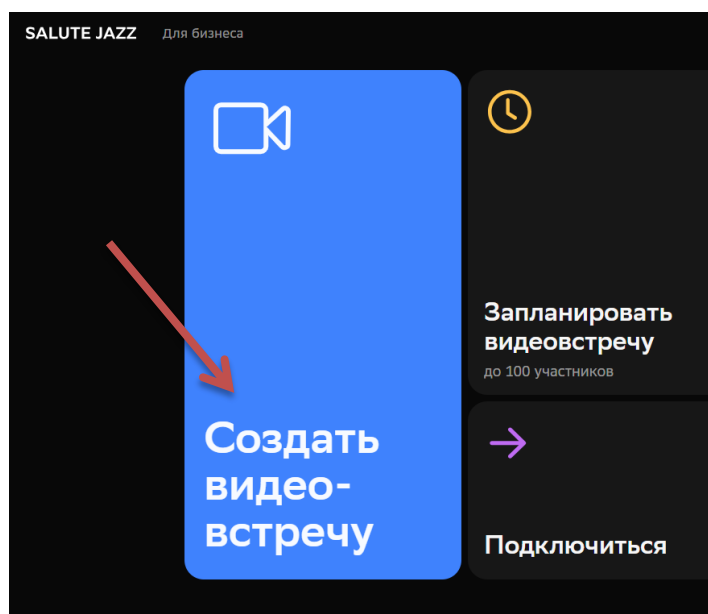 SALUTE JAZZ Для бизнеса
Создать
видео-
встречу
Запланировать
видеовстречу
до 100 участников
Подключиться